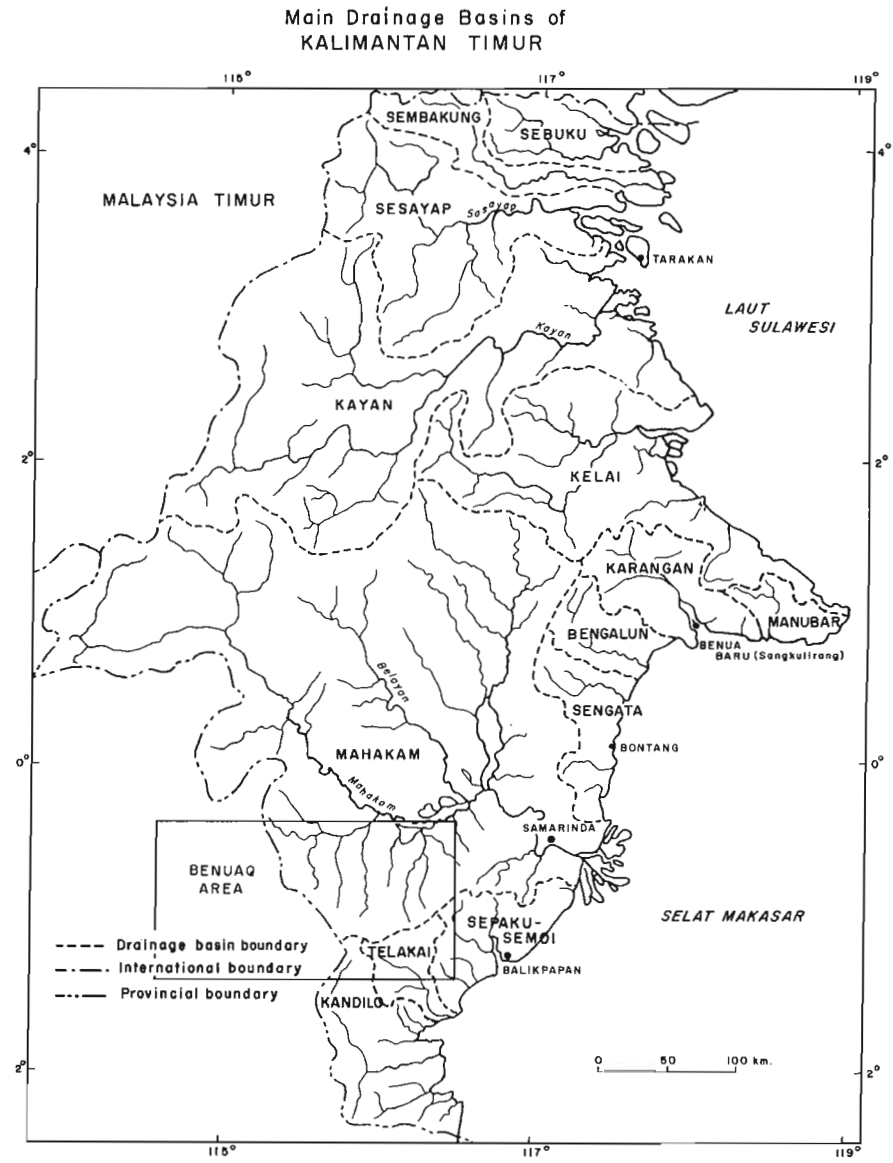 Main Drainage Basins of
KALIMANTAN TIMUR
115°
117°
119°
SEMBAKUNG
SEBUKU
4°
4°
MALAYSIA TIMUR
SESAYAP
Sasayap
TARAKAN
LAUT
SULAWESI
Kayan
KAYAN
2°
2°
KELAI
KARANGAN
MANUBAR
BENGALUN
BENUA
BARU (Sangkulirang)
Belayan
SENGATA
BONTANG
MAHAKAM
0°
0°
Mahakam
SAMARINDA
BENUAQ
AREA
SELAT MAKASAR
SEPAKU-
SEMOI
Drainage basin boundary
TELAKAI
International boundary
BALIKPAPAN
Provincial boundary
KANDILO
0 50 100 km.
2°
2°
115°
117°
119°